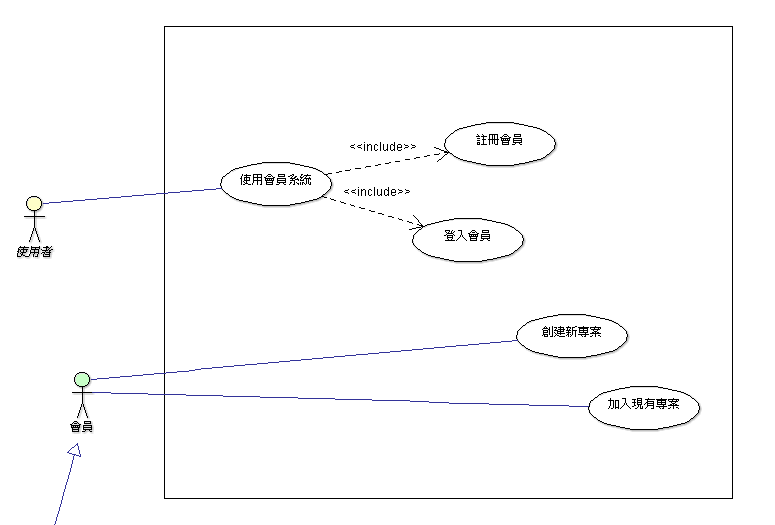 註冊會員
<<include>>
使用會員系統
<<include>>
登入會員
使用者
創建新專案
加入現有專案
會員